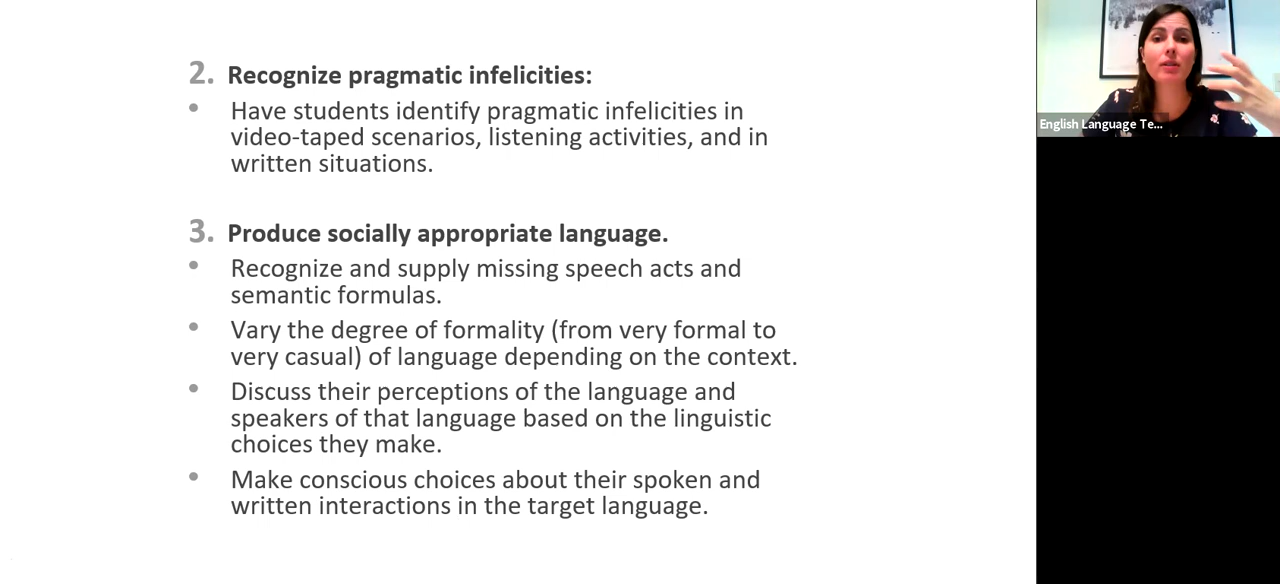 2. Recognize pragmatic infelicities:
• Have students identify pragmatic infelicities in
video-taped scenarios, listening activities, and in
written situations.
3. Produce socially appropriate language.
• Recognize and supply missing speech acts and
semantic formulas.
• Vary the degree of formality (from very formal to
very casual) of language depending on the context.
• Discuss their perceptions of the language and
speakers of that language based on the linguistic
choices they make.
• Make conscious choices about their spoken and
written interactions in the target language.
English Language Te...